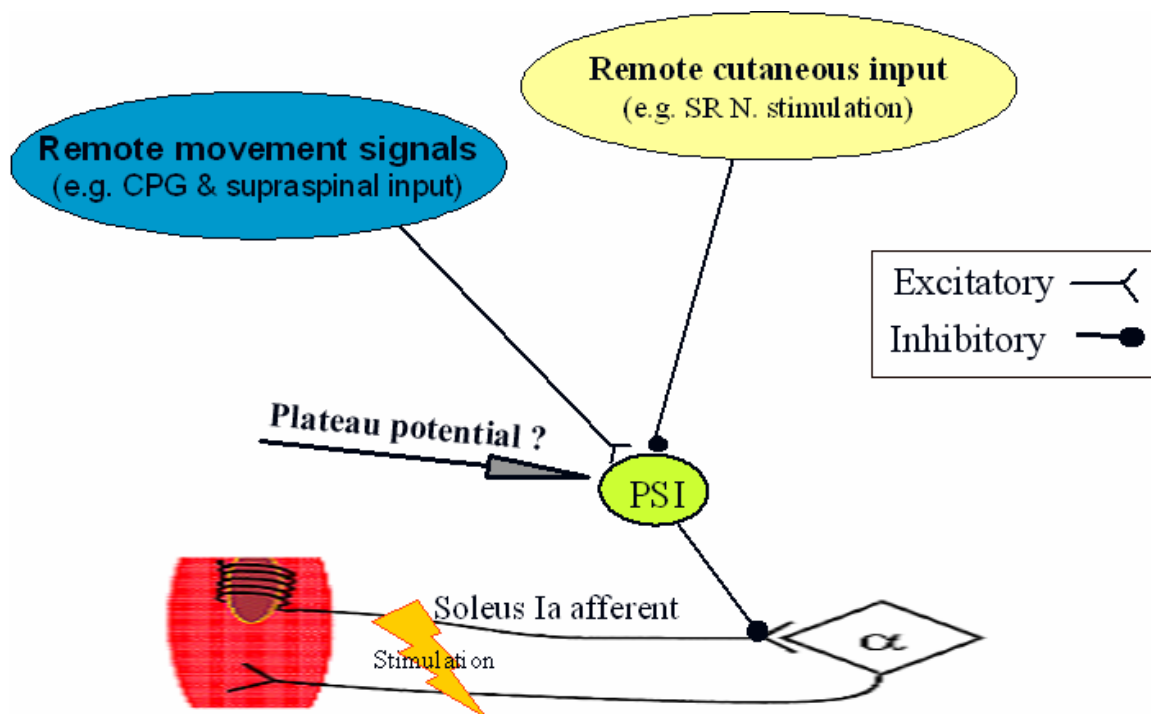 Remote cutaneous input
(e.g. SR N. stimulation)
Remote movement signals
(e.g. CPG & supraspinal input)
Excitatory
Inhibitory
Plateau potential ?
PSI
Soleus Ia afferent
Stimulation
α